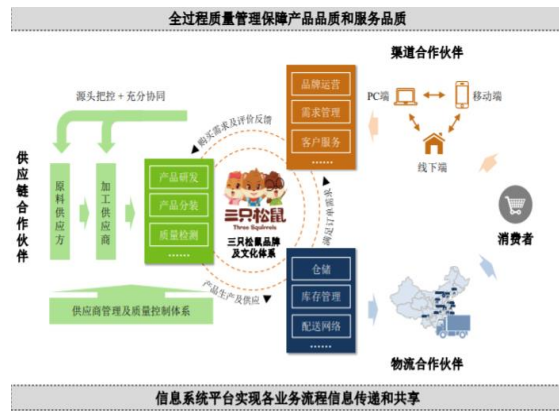 全过程质量管理保障产品品质和服务品质
渠道合作伙伴
品牌运营
需求管理
客户服务
......
PC端
移动端
线下端
源头把控+充分协同
购买需求及评价反馈
供应链合作伙伴
原料供应方
加工供应商
产品研发
产品分装
质量检测
......
三只松鼠
Three Squirrels
三只松鼠品牌
及文化体系
满足订单需求
消费者
产品生产及供应
供应商管理及质量控制体系
仓储
库存管理
配送网络
......
物流合作伙伴
信息系统平台实现各业务流程信息传递和共享